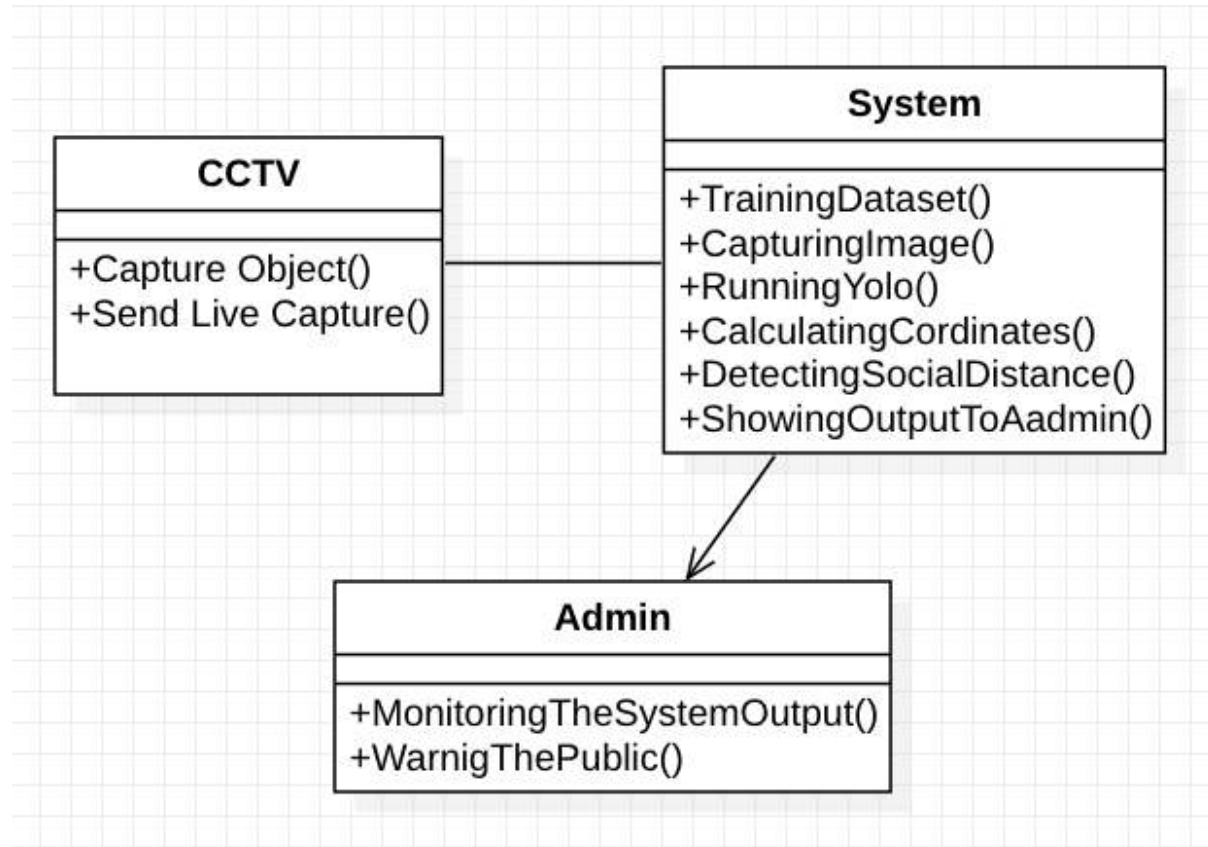 CCTV
+Capture Object()
+Send Live Capture()
System
+TrainingDataset()
+CapturingImage()
+RunningYolo()
+CalculatingCordinates()
+DetectingSocialDistance()
+ShowingOutputToAadmin()
Admin
+MonitoringTheSystemOutput()
+WarnigThePublic()